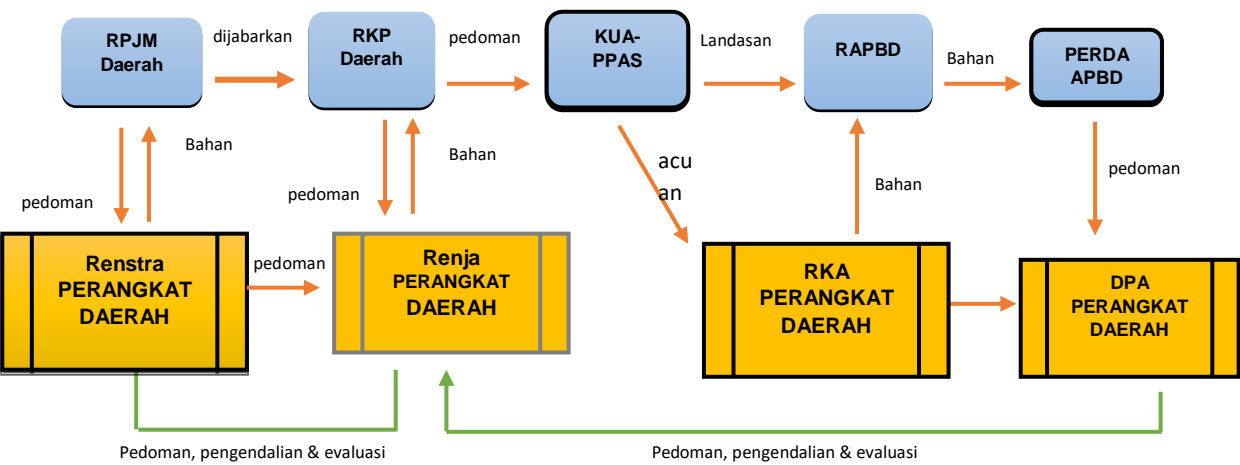 RPJM
Daerah
dijabarkan
RKP
Daerah
pedoman
KUA-
PPAS
Landasan
RAPBD
Bahan
PERDA
APBD
pedoman
Bahan
pedoman
Bahan
acu
an
Bahan
pedoman
Renstra
PERANGKAT
DAERAH
pedoman
Renja
PERANGKAT
DAERAH
RKA
PERANGKAT
DAERAH
DPA
PERANGKAT
DAERAH
Pedoman, pengendalian & evaluasi
Pedoman, pengendalian & evaluasi